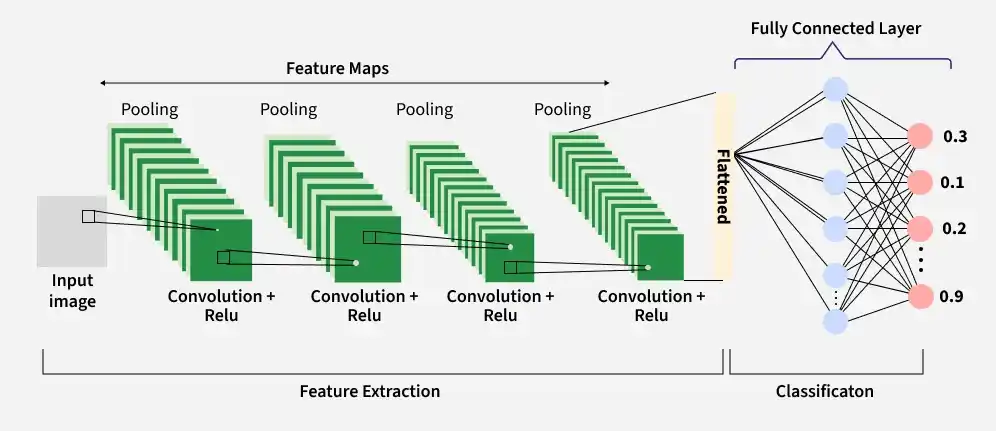 Fully Connected Layer
Feature Maps
Pooling
Pooling
Pooling
Pooling
Flattened
0.3
0.1
0.2
0.9
Input
image
Convolution +
Relu
Convolution +
Relu
Convolution +
Relu
Convolution +
Relu
Feature Extraction
Classificaton